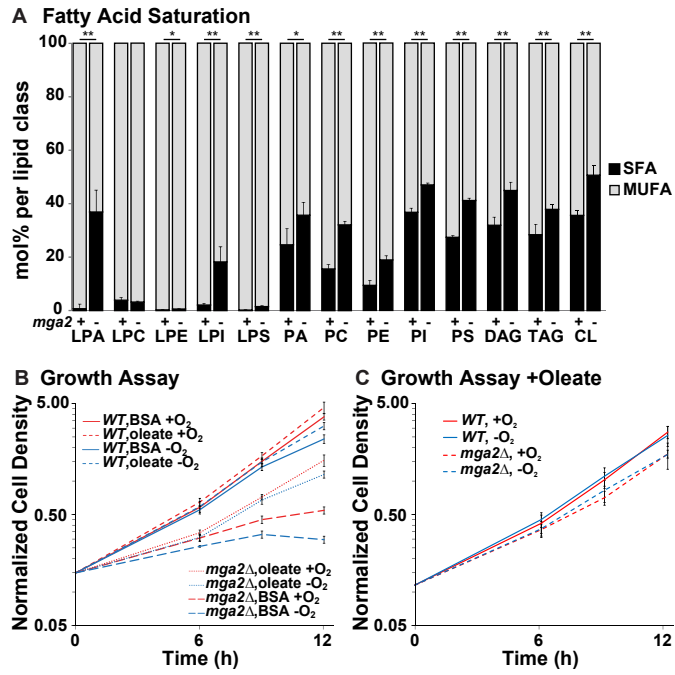 A Fatty Acid Saturation
** * ** ** * ** ** ** ** ** ** **
100
80
60
40
20
0
mol% per lipid class
SFA
MUFA
mga2 + - + - + - + - + - + - + - + - + - + - + - + - + -
LPA LPC LPE LPI LPS PA PC PE PI PS DAG TAG CL
B Growth Assay
5.00
0.50
0.05
Normalized Cell Density
WT,BSA +O2
WT,oleate +O2
WT,BSA -O2
WT,oleate -O2
mga2Δ,oleate +O2
mga2Δ,oleate -O2
mga2Δ,BSA +O2
mga2Δ,BSA -O2
0 6 12
Time (h)
C Growth Assay +Oleate
5.00
0.50
0.05
Normalized Cell Density
WT, +O2
WT, -O2
mga2Δ, +O2
mga2Δ, -O2
0 6 12
Time (h)